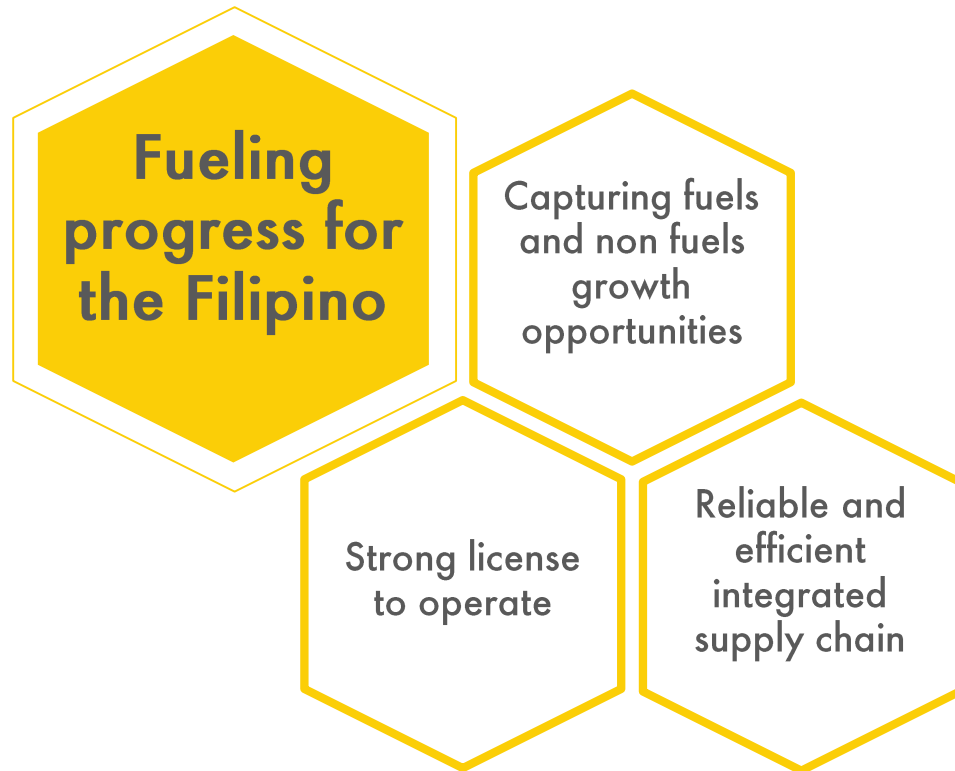 Fueling
progress for
the Filipino
Capturing fuels
and non fuels
growth
opportunities
Strong license
to operate
Reliable and
efficient
integrated
supply chain